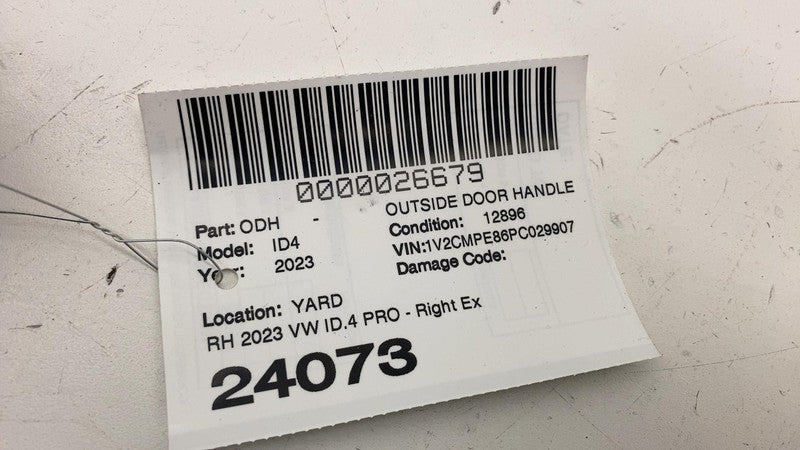 0000026679
Part: ODH - OUTSIDE DOOR HANDLE
Model: ID4 Condition: 12896
Year: 2023 VIN:1V2CMPE86PC029907
Damage Code:
Location: YARD
RH 2023 VW ID.4 PRO - Right Ex
24073